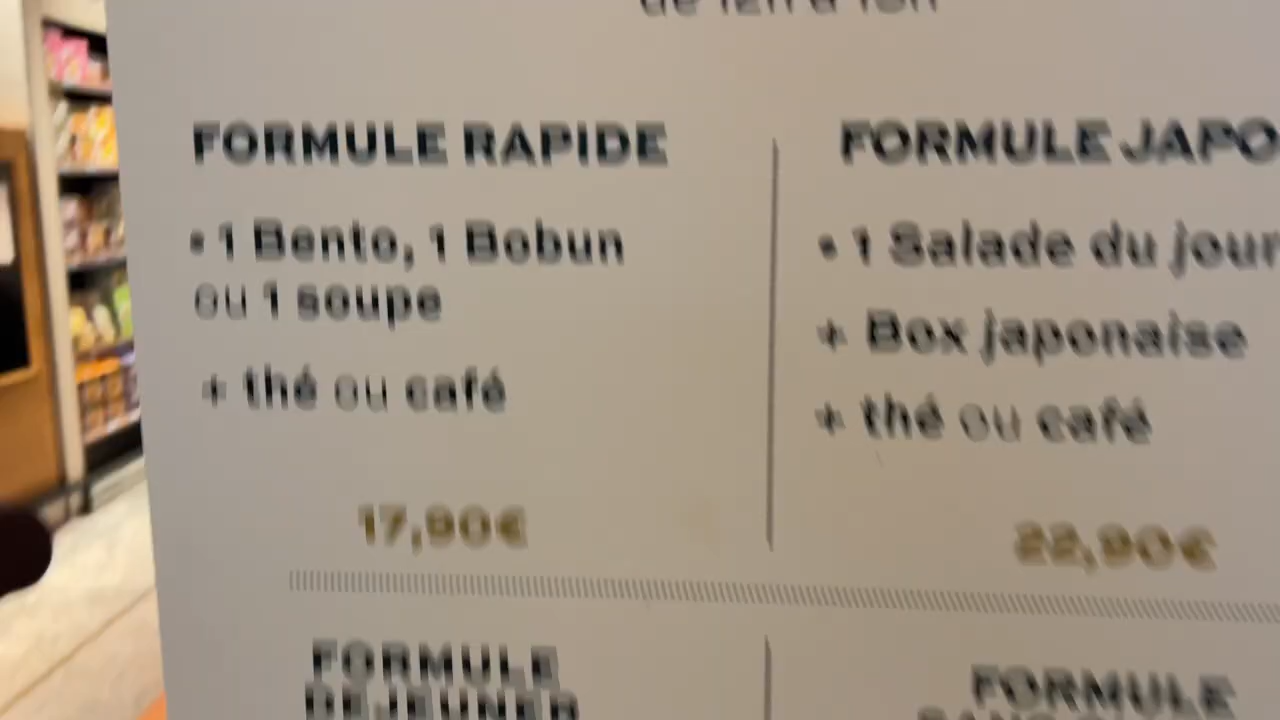 FORMULE RAPIDE
• 1 Bento, 1 Bobun
ou 1 soupe
+ thé ou café
17,90€
FORMULE
• 1 Salade du jour
+ Box japonaise
+ thé ou café
22,90€
FORMULE
DEJEUNER
FORMULE